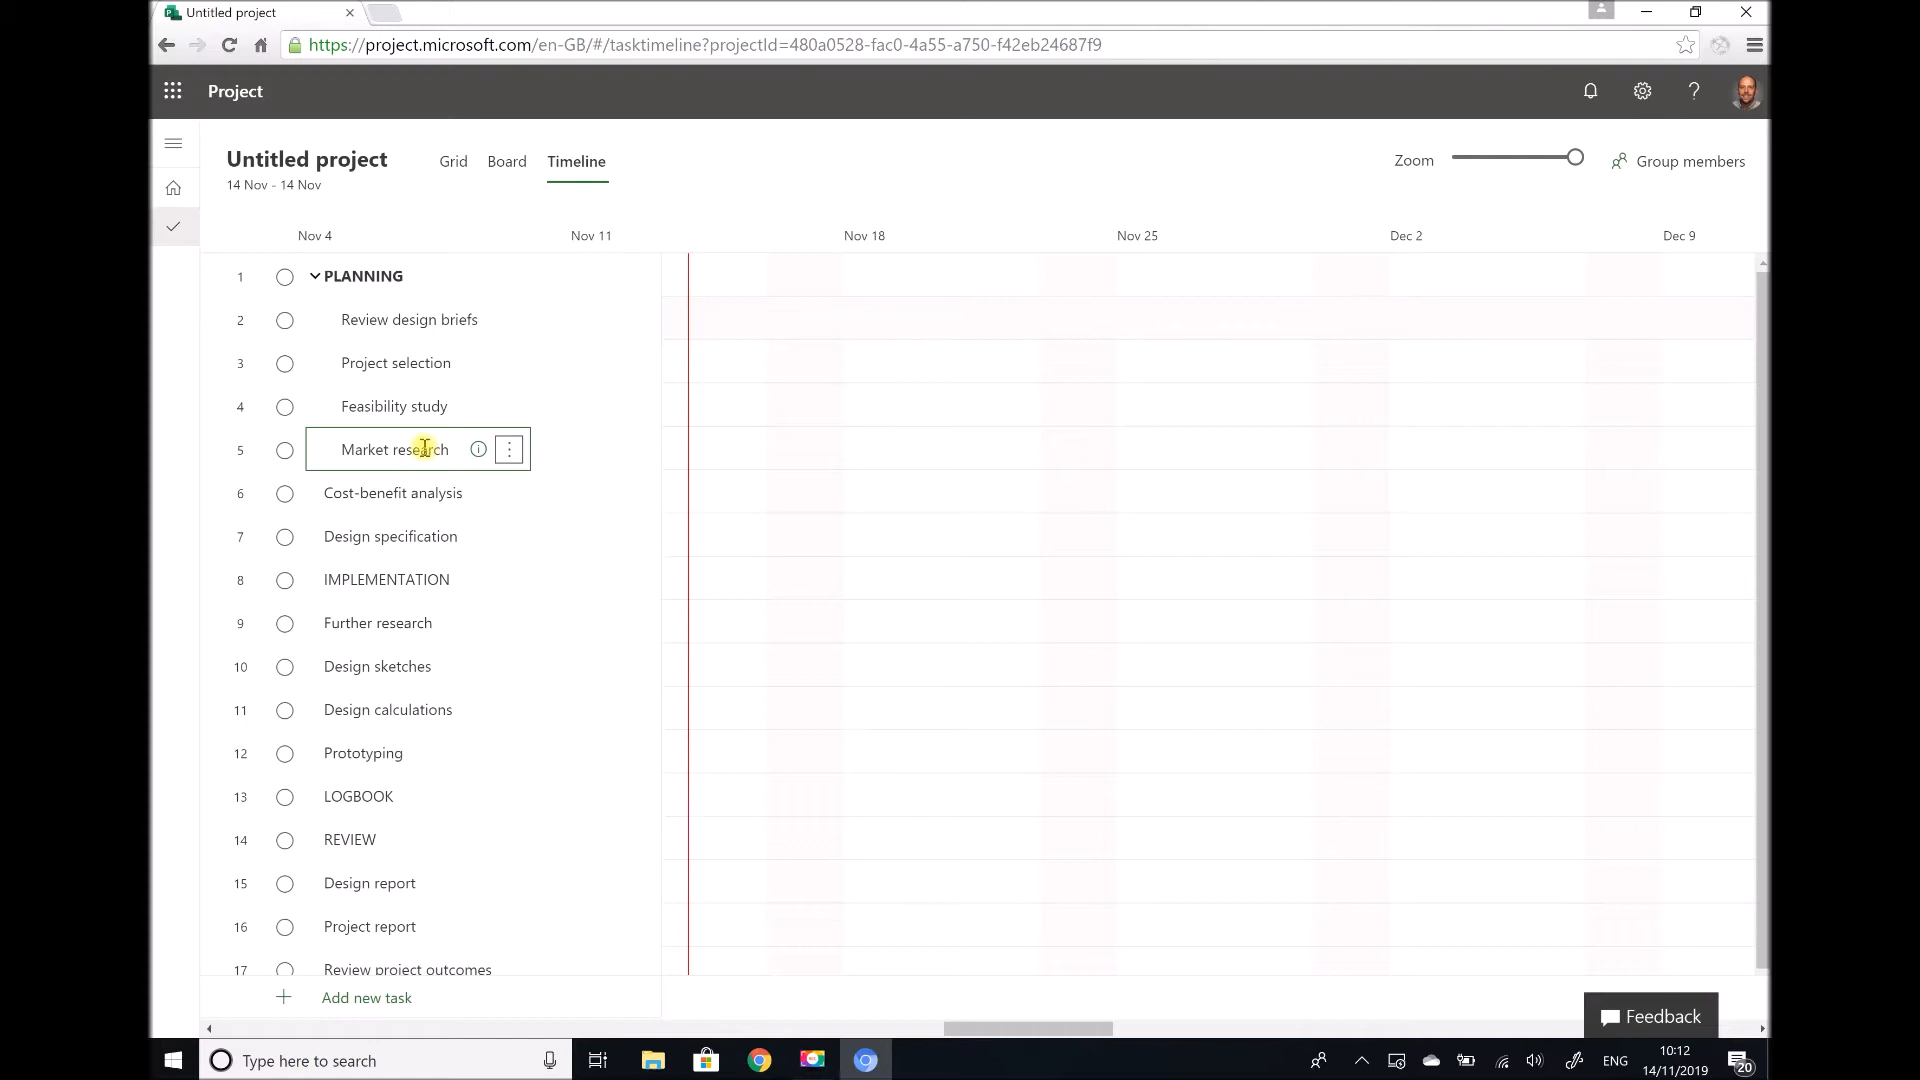 Untitled project
https://project.microsoft.com/en-GB/#/tasktimeline?projectId=480a0528-fac0-4a55-a750-f42eb24687f9
Project
Untitled project
Grid
Board
Timeline
Zoom
Group members
14 Nov - 14 Nov
Nov 4
Nov 11
Nov 18
Nov 25
Dec 2
Dec 9
1 PLANNING
2 Review design briefs
3 Project selection
4 Feasibility study
5 Market research
6 Cost-benefit analysis
7 Design specification
8 IMPLEMENTATION
9 Further research
10 Design sketches
11 Design calculations
12 Prototyping
13 LOGBOOK
14 REVIEW
15 Design report
16 Project report
17 Review project outcomes
Add new task
Feedback
Type here to search
ENG
10:12
14/11/2019
20